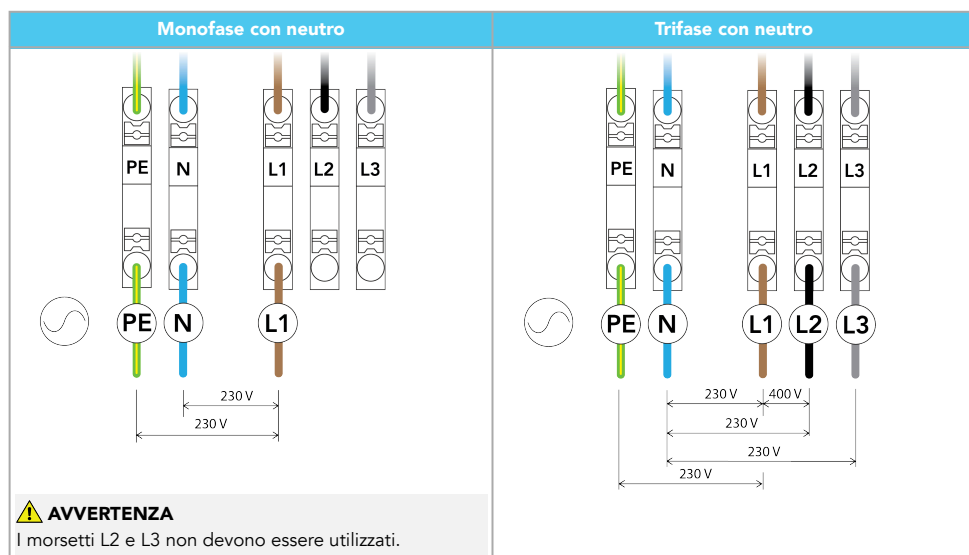 Monofase con neutro
PE N L1 L2 L3
PE N L1
230 V
230 V
AVVERTENZA
I morsetti L2 e L3 non devono essere utilizzati.
Trifase con neutro
PE N L1 L2 L3
PE N L1 L2 L3
230 V 400 V
230 V
230 V
230 V